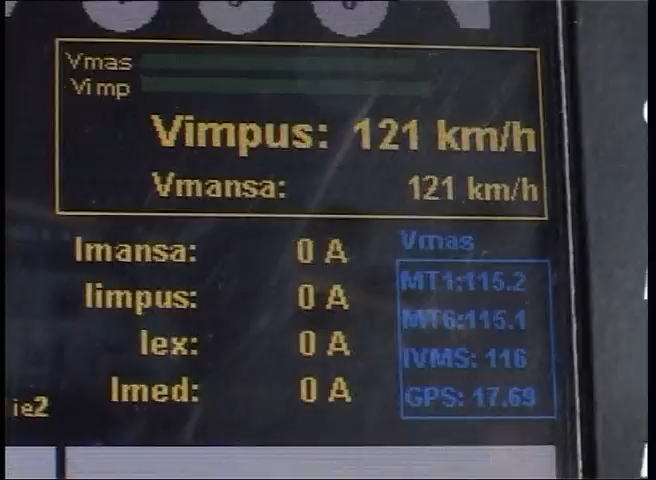 Vmas
Vimp
Vimpus: 121 km/h
Vmansa: 121 km/h
Imansa: 0 A
Iimpus: 0 A
Iex: 0 A
Imed: 0 A
Vmas
MT1:115.2
MT6:115.1
IVMS: 116
GPS: 17.69
ie2